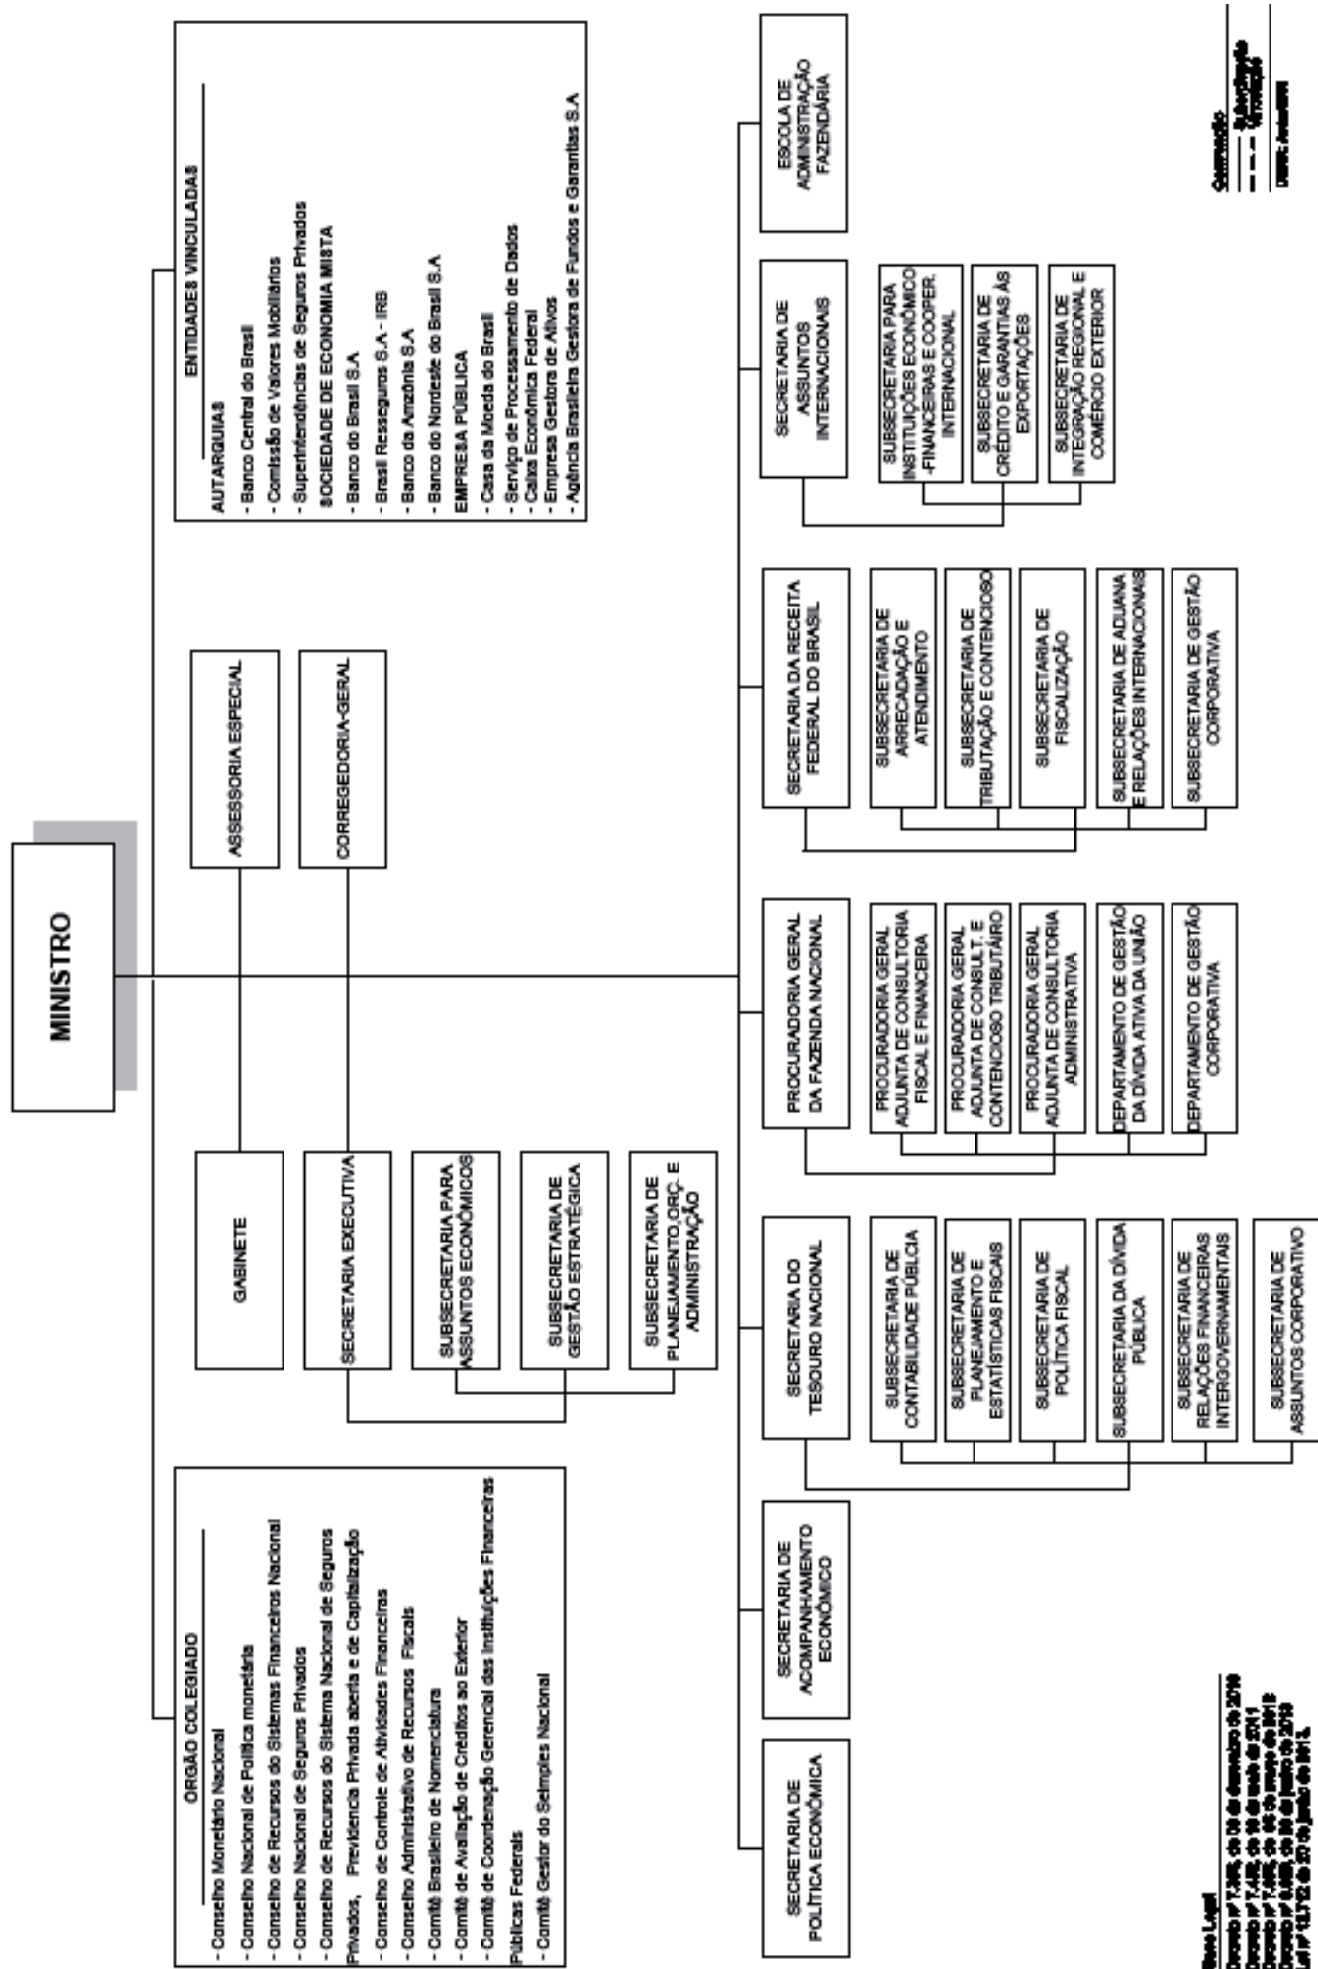 MINISTRO
ORGÃO COLEGIADO
- Conselho Monetário Nacional
- Conselho Nacional de Política monetária
- Conselho de Recursos do Sistemas Financeiros Nacional
- Conselho Nacional de Seguros Privados
- Conselho de Recursos do Sistema Nacional de Seguros
Privados, Previdencia Privada aberta e de Capitalização
- Conselho de Controle de Atividades Financeiras
- Conselho Administrativo de Recursos Fiscais
- Comitê Brasileiro de Nomenclatura
- Comitê de Avaliação de Créditos ao Exterior
- Comitê de Coordenação Gerencial das Instituições Financeiras
Públicas Federais
- Comitê Gestor do Seimples Nacional
GABINETE
ASSESSORIA ESPECIAL
SECRETARIA EXECUTIVA
CORREGEDORIA-GERAL
SUBSECRETARIA PARA
ASSUNTOS ECONÔMICOS
SUBSECRETARIA DE
GESTÃO ESTRATÉGICA
SUBSECRETARIA DE
PLANEJAMENTO,ORÇ. E
ADMINISTRAÇÃO
ENTIDADES VINCULADAS
AUTARQUIAS
- Banco Central do Brasil
- Comissão de Valores Mobiliários
- Superintendências de Seguros Privados
SOCIEDADE DE ECONOMIA MISTA
- Banco do Brasil S.A
- Brasil Resseguros S.A - IRB
- Banco da Amzônia S.A
- Banco do Nordeste do Brasil S.A
EMPRESA PÚBLICA
- Casa da Moeda do Brasil
- Serviço de Processamento de Dados
- Caixa Econômica Federal
- Empresa Gestora de Ativos
- Agência Brasileira Gestora de Fundos e Garantias S.A
SECRETARIA DE
POLÍTICA ECONÔMICA
SECRETARIA DE
ACOMPANHAMENTO
ECONÔMICO
SECRETARIA DO
TESOURO NACIONAL
SUBSECRETARIA DE
CONTABILIDADE PÚBLCIA
SUBSECRETARIA DE
PLANEJAMENTO E
ESTATÍSTICAS FISCAIS
SUBSECRETARIA DE
POLÍTICA FISCAL
SUBSECRETARIA DA DÍVIDA
PÚBLICA
SUBSECRETARIA DE
RELAÇÕES FINANCEIRAS
INTERGOVERNAMENTAIS
SUBSECRETARIA DE
ASSUNTOS CORPORATIVO
PROCURADORIA GERAL
DA FAZENDA NACIONAL
PROCURADORIA GERAL
ADJUNTA DE CONSULTORIA
FISCAL E FINANCEIRA
PROCURADORIA GERAL
ADJUNTA DE CONSULT. E
CONTENCIOSO TRIBUTÁIRO
PROCURADORIA GERAL
ADJUNTA DE CONSULTORIA
ADMINISTRATIVA
DEPARTAMENTO DE GESTÃO
DA DÍVIDA ATIVA DA UNIÃO
DEPARTAMENTO DE GESTÃO
CORPORATIVA
SECRETARIA DA RECEITA
FEDERAL DO BRASIL
SUBSECRETARIA DE
ARRECADAÇÃO E
ATENDIMENTO
SUBSECRETARIA DE
TRIBUTAÇÃO E CONTENCIOSO
SUBSECRETARIA DE
FISCALIZAÇÃO
SUBSECRETARIA DE ADUANA
E RELAÇÕES INTERNACIONAIS
SUBSECRETARIA DE GESTÃO
CORPORATIVA
SECRETARIA DE
ASSUNTOS
INTERNACIONAIS
SUBSECRETARIA PARA
INSTITUIÇÕES ECONÔMICO
-FINANCEIRAS E COOPER.
INTERNACIONAL
SUBSECRETARIA DE
CRÉDITO E GARANTIAS ÀS
EXPORTAÇÕES
SUBSECRETARIA DE
INTEGRAÇÃO REGIONAL E
COMÉRCIO EXTERIOR
ESCOLA DE
ADMINISTRAÇÃO
FAZENDÁRIA
Base Legal
Convenção
Subordinação